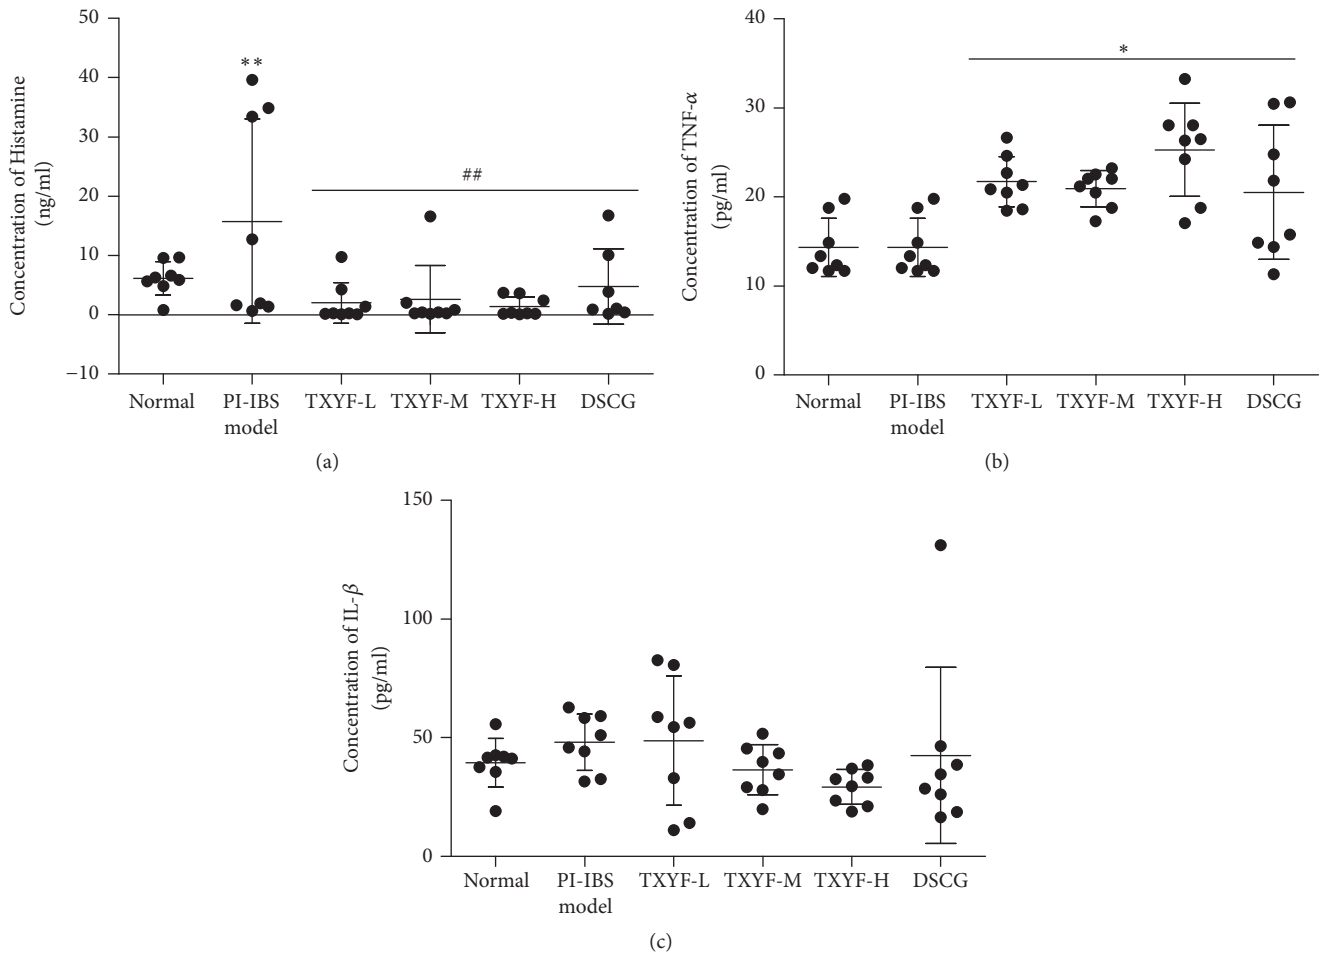 50
40
30
20
10
0
−10
Concentration of Histamine
(ng/ml)
**
##
Normal PI-IBS TXYF-L TXYF-M TXYF-H DSCG
model
(a)
40
30
20
10
0
Concentration of TNF-α
(pg/ml)
*
Normal PI-IBS TXYF-L TXYF-M TXYF-H DSCG
model
(b)
150
100
50
0
Concentration of IL-β
(pg/ml)
Normal PI-IBS TXYF-L TXYF-M TXYF-H DSCG
model
(c)